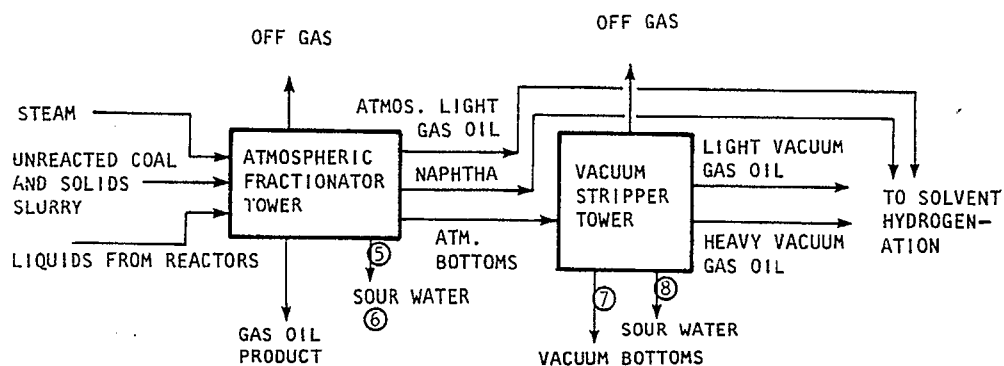 OFF GAS
OFF GAS
STEAM
ATMOS. LIGHT
GAS OIL
UNREACTED COAL
AND SOLIDS
SLURRY
ATMOSPHERIC
FRACTIONATOR
TOWER
NAPHTHA
VACUUM
STRIPPER
TOWER
LIGHT VACUUM
GAS OIL
TO SOLVENT
HYDROGEN-
ATION
LIQUIDS FROM REACTORS
ATM.
BOTTOMS
HEAVY VACUUM
GAS OIL
5
SOUR WATER
6
GAS OIL
PRODUCT
7
8
SOUR WATER
VACUUM BOTTOMS